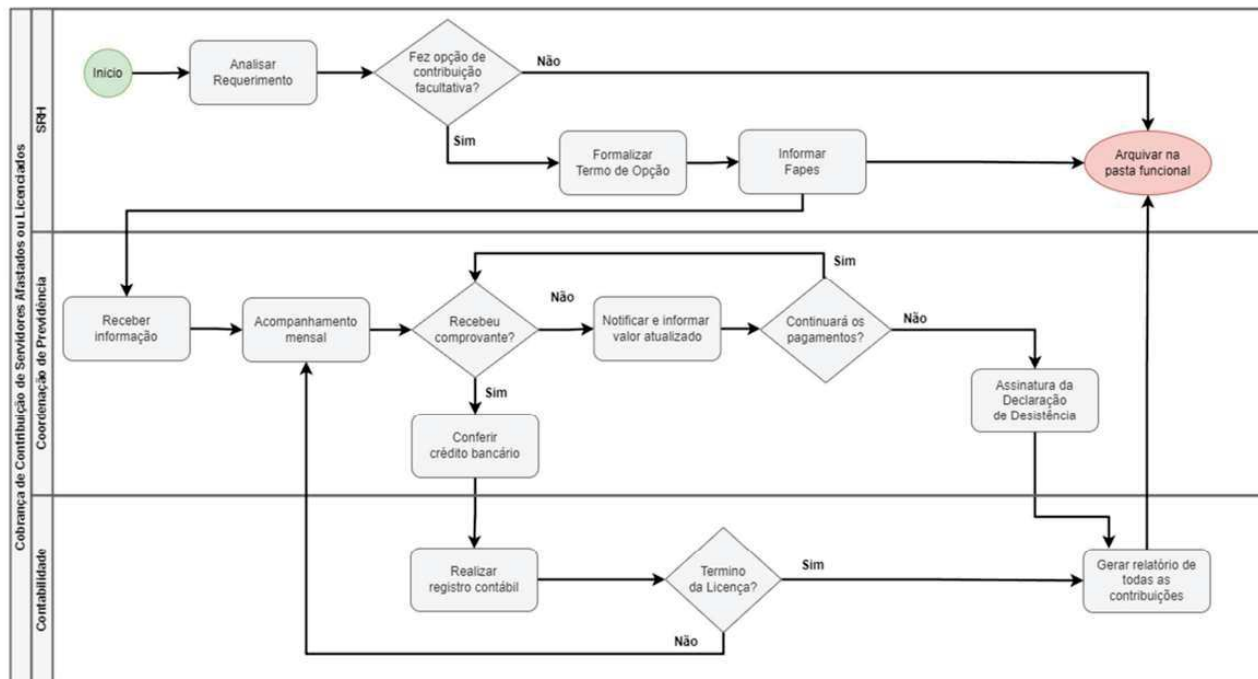 Cobrança de Contribuição de Servidores Afastados ou Licenciados
SRH
Inicio
Analisar
Requerimento
Fez opção de
contribuição
facultativa?
Não
Sim
Formalizar
Termo de Opção
Informar
Fapes
Arquivar na
pasta funcional
Coordenação de Previdência
Receber
informação
Acompanhamento
mensal
Recebeu
comprovante?
Não
Notificar e informar
valor atualizado
Sim
Continuará os
pagamentos?
Não
Assinatura da
Declaração
de Desistência
Sim
Conferir
crédito bancário
Contabilidade
Realizar
registro contábil
Termino
da Licença?
Sim
Não
Gerar relatório de
todas as
contribuições